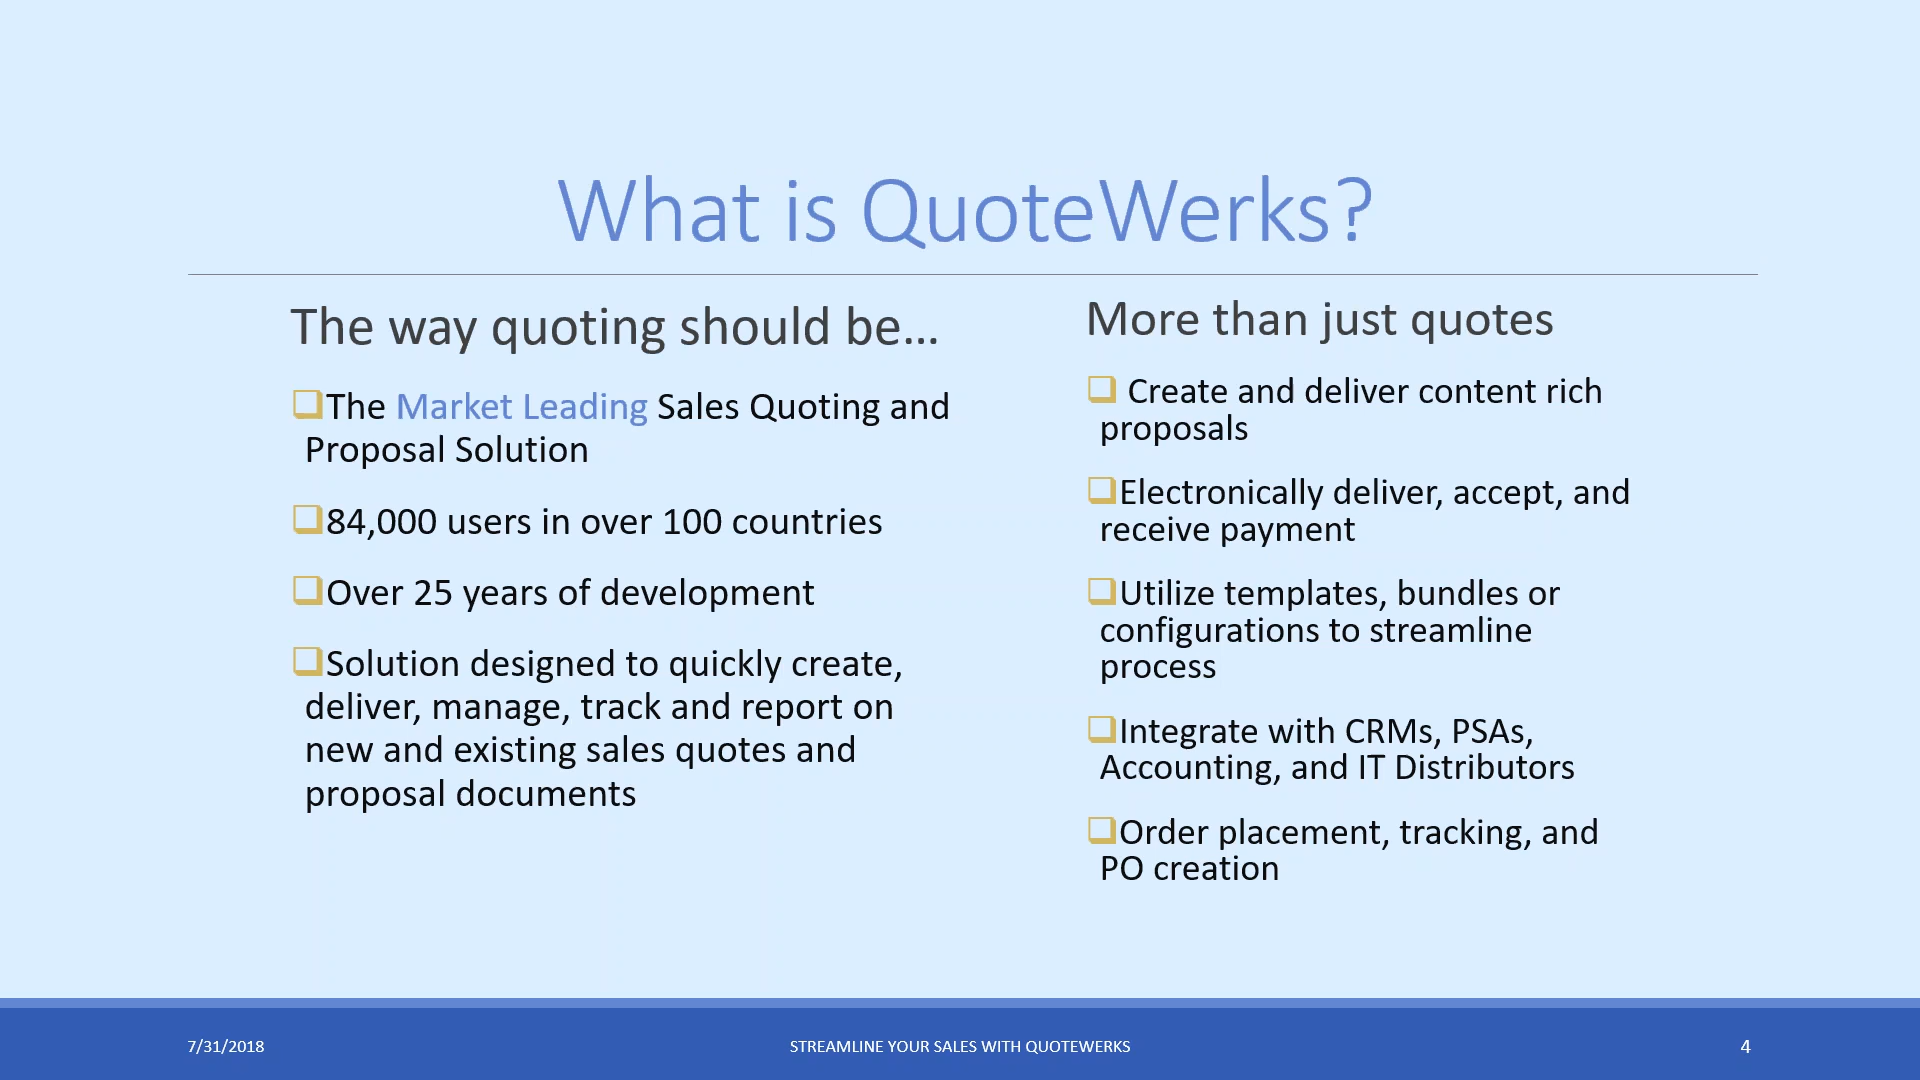 What is QuoteWerks?
The way quoting should be...
The Market Leading Sales Quoting and
Proposal Solution
84,000 users in over 100 countries
Over 25 years of development
Solution designed to quickly create,
deliver, manage, track and report on
new and existing sales quotes and
proposal documents
More than just quotes
Create and deliver content rich
proposals
Electronically deliver, accept, and
receive payment
Utilize templates, bundles or
configurations to streamline
process
Integrate with CRMs, PSAs,
Accounting, and IT Distributors
Order placement, tracking, and
PO creation
7/31/2018
STREAMLINE YOUR SALES WITH QUOTEWERKS
4